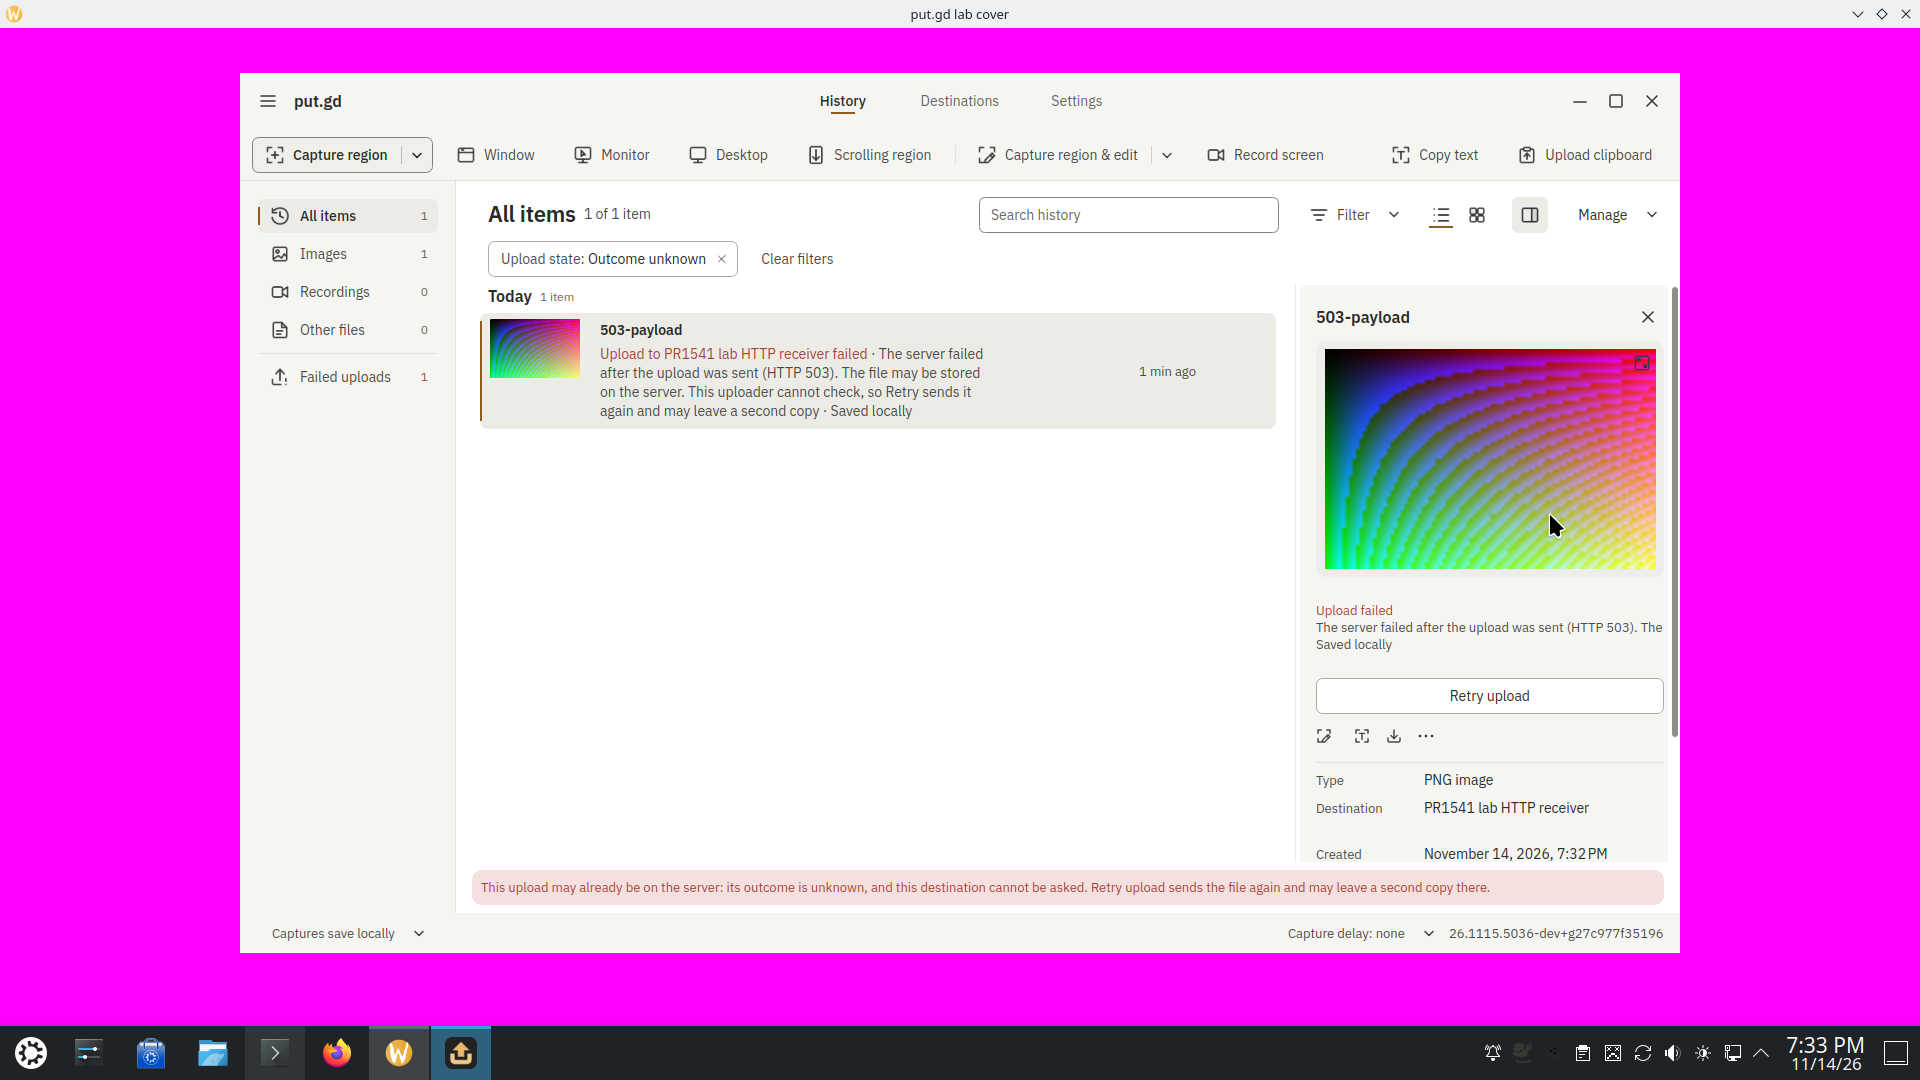 put.gd lab cover
put.gd
History
Destinations
Settings
Capture region
Window
Monitor
Desktop
Scrolling region
Capture region & edit
Record screen
Copy text
Upload clipboard
All items 1
Images 1
Recordings 0
Other files 0
Failed uploads 1
All items 1 of 1 item
Search history
Filter
Manage
Upload state: Outcome unknown
Clear filters
Today 1 item
503-payload
Upload to PR1541 lab HTTP receiver failed · The server failed
after the upload was sent (HTTP 503). The file may be stored
on the server. This uploader cannot check, so Retry sends it
again and may leave a second copy · Saved locally
1 min ago
503-payload
Upload failed
The server failed after the upload was sent (HTTP 503). The
Saved locally
Retry upload
Type PNG image
Destination PR1541 lab HTTP receiver
Created November 14, 2026, 7:32 PM
This upload may already be on the server: its outcome is unknown, and this destination cannot be asked. Retry upload sends the file again and may leave a second copy there.
Captures save locally
Capture delay: none
26.1115.5036-dev+g27c977f35196
7:33 PM
11/14/26